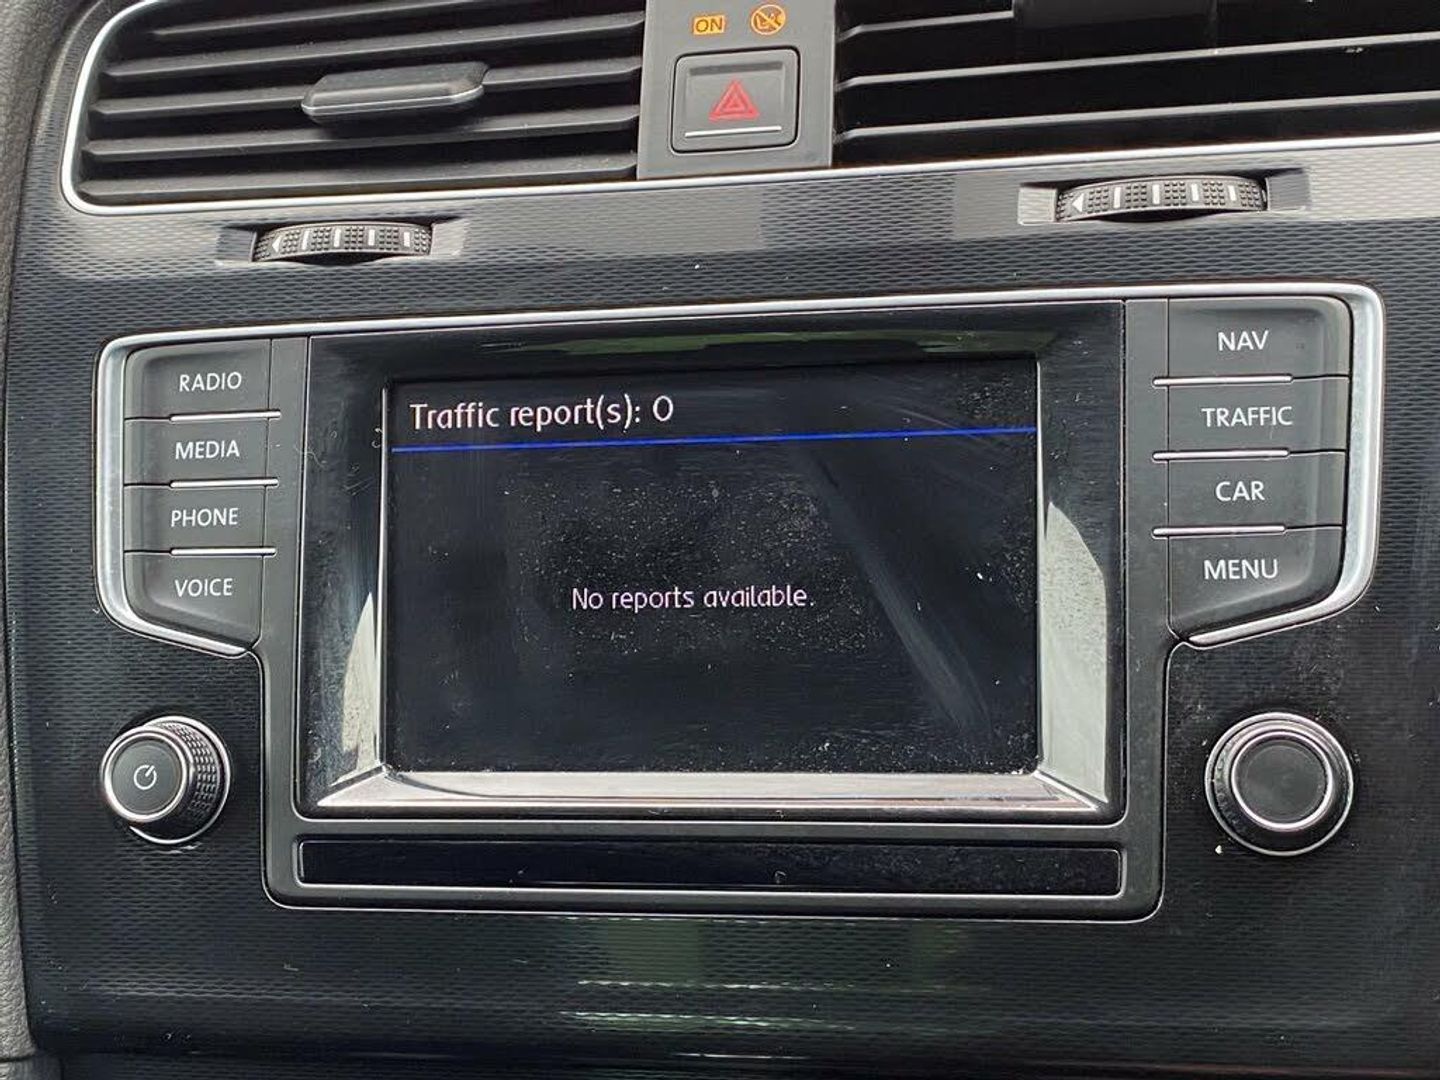 ON
RADIO
MEDIA
PHONE
VOICE
Traffic report(s): 0
No reports available.
NAV
TRAFFIC
CAR
MENU